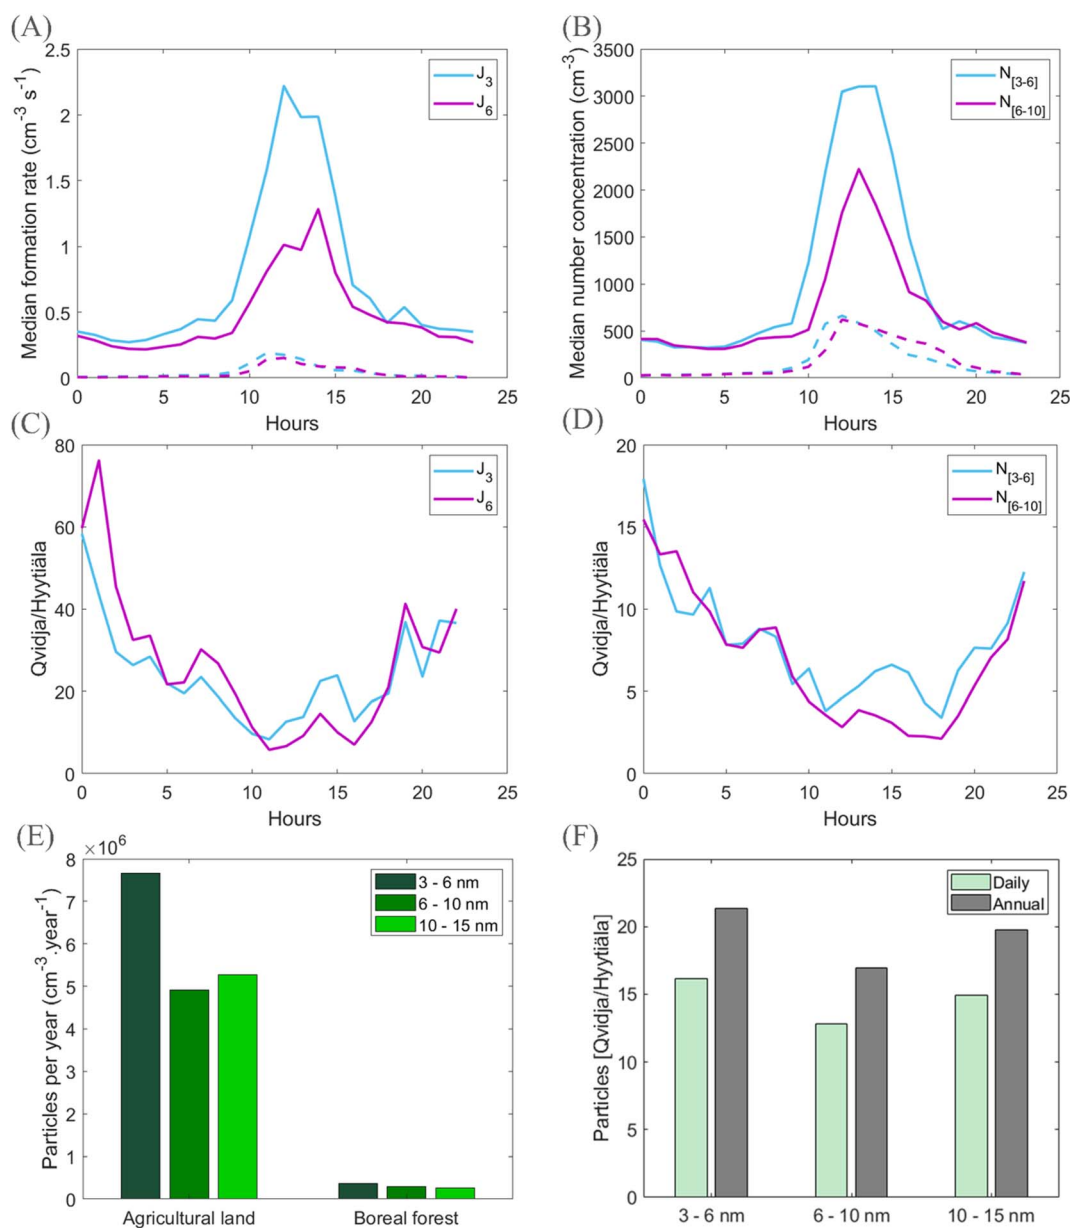 (A)
2.5
2
1.5
1
0.5
0
Median formation rate (cm⁻³ s⁻¹)
J₃
J₆
0 5 10 15 20 25
Hours
(B)
3500
3000
2500
2000
1500
1000
500
0
Median number concentration (cm⁻³)
N[3-6]
N[6-10]
0 5 10 15 20 25
Hours
(C)
80
60
40
20
0
Qvidja/Hyytiälä
J₃
J₆
0 5 10 15 20 25
Hours
(D)
20
15
10
5
0
Qvidja/Hyytiälä
N[3-6]
N[6-10]
0 5 10 15 20 25
Hours
(E)
×10⁶
8
7
6
5
4
3
2
1
0
Particles per year (cm⁻³.year⁻¹)
3 - 6 nm
6 - 10 nm
10 - 15 nm
Agricultural land Boreal forest
(F)
25
20
15
10
5
0
Particles [Qvidja/Hyytiälä]
Daily
Annual
3 - 6 nm 6 - 10 nm 10 - 15 nm